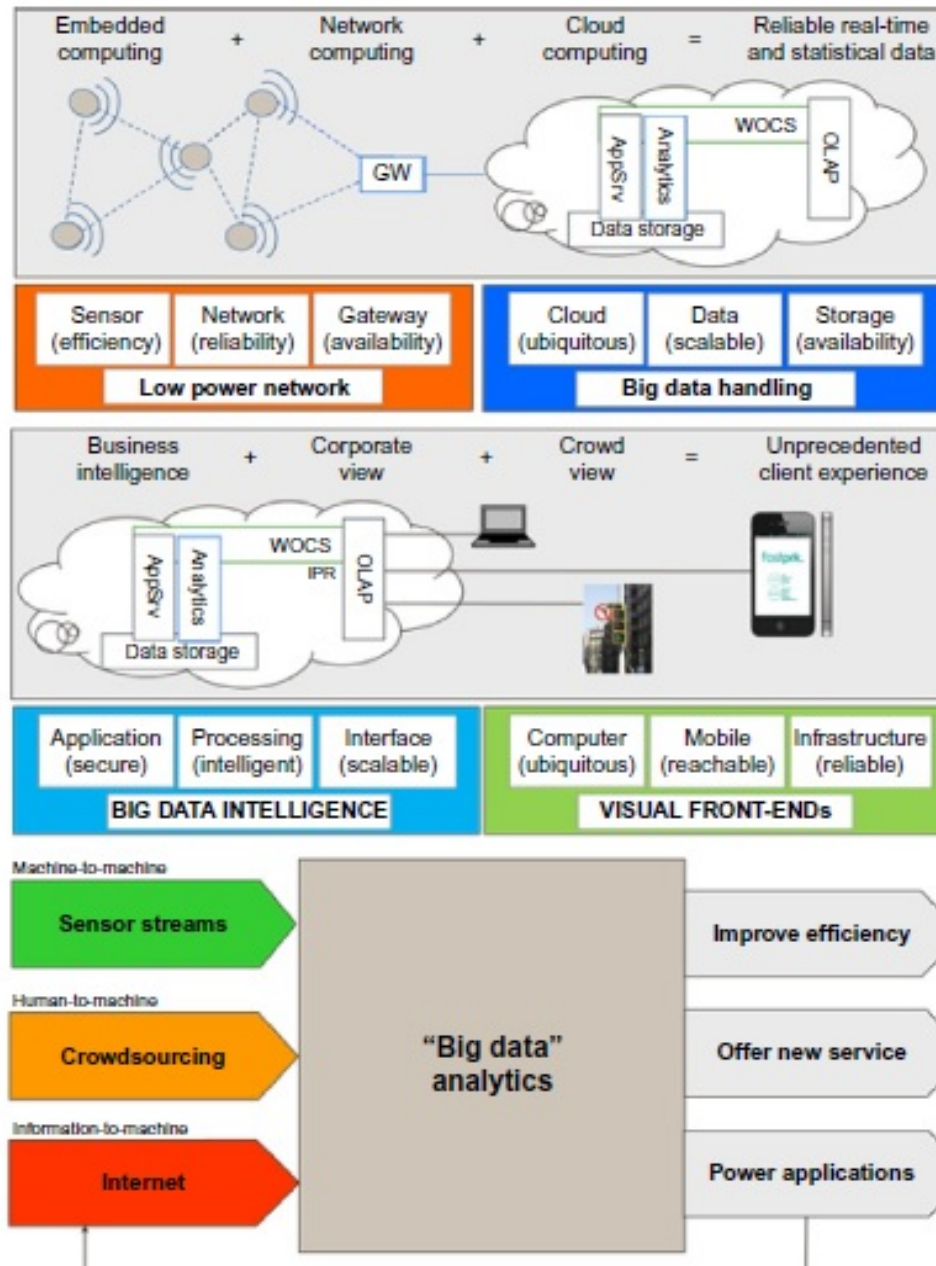 Embedded computing
+
Network computing
+
Cloud computing
=
Reliable real-time and statistical data
GW
AppSrv
Analytics
WOCS
OLAP
Data storage
Sensor (efficiency)
Network (reliability)
Gateway (availability)
Low power network
Cloud (ubiquitous)
Data (scalable)
Storage (availability)
Big data handling
Business intelligence
+
Corporate view
+
Crowd view
=
Unprecedented client experience
AppSrv
Analytics
WOCS
IPR
OLAP
Data storage
fastprk.
Application (secure)
Processing (intelligent)
Interface (scalable)
BIG DATA INTELLIGENCE
Computer (ubiquitous)
Mobile (reachable)
Infrastructure (reliable)
VISUAL FRONT-ENDs
Machine-to-machine
Sensor streams
Human-to-machine
Crowdsourcing
Information-to-machine
Internet
“Big data” analytics
Improve efficiency
Offer new service
Power applications